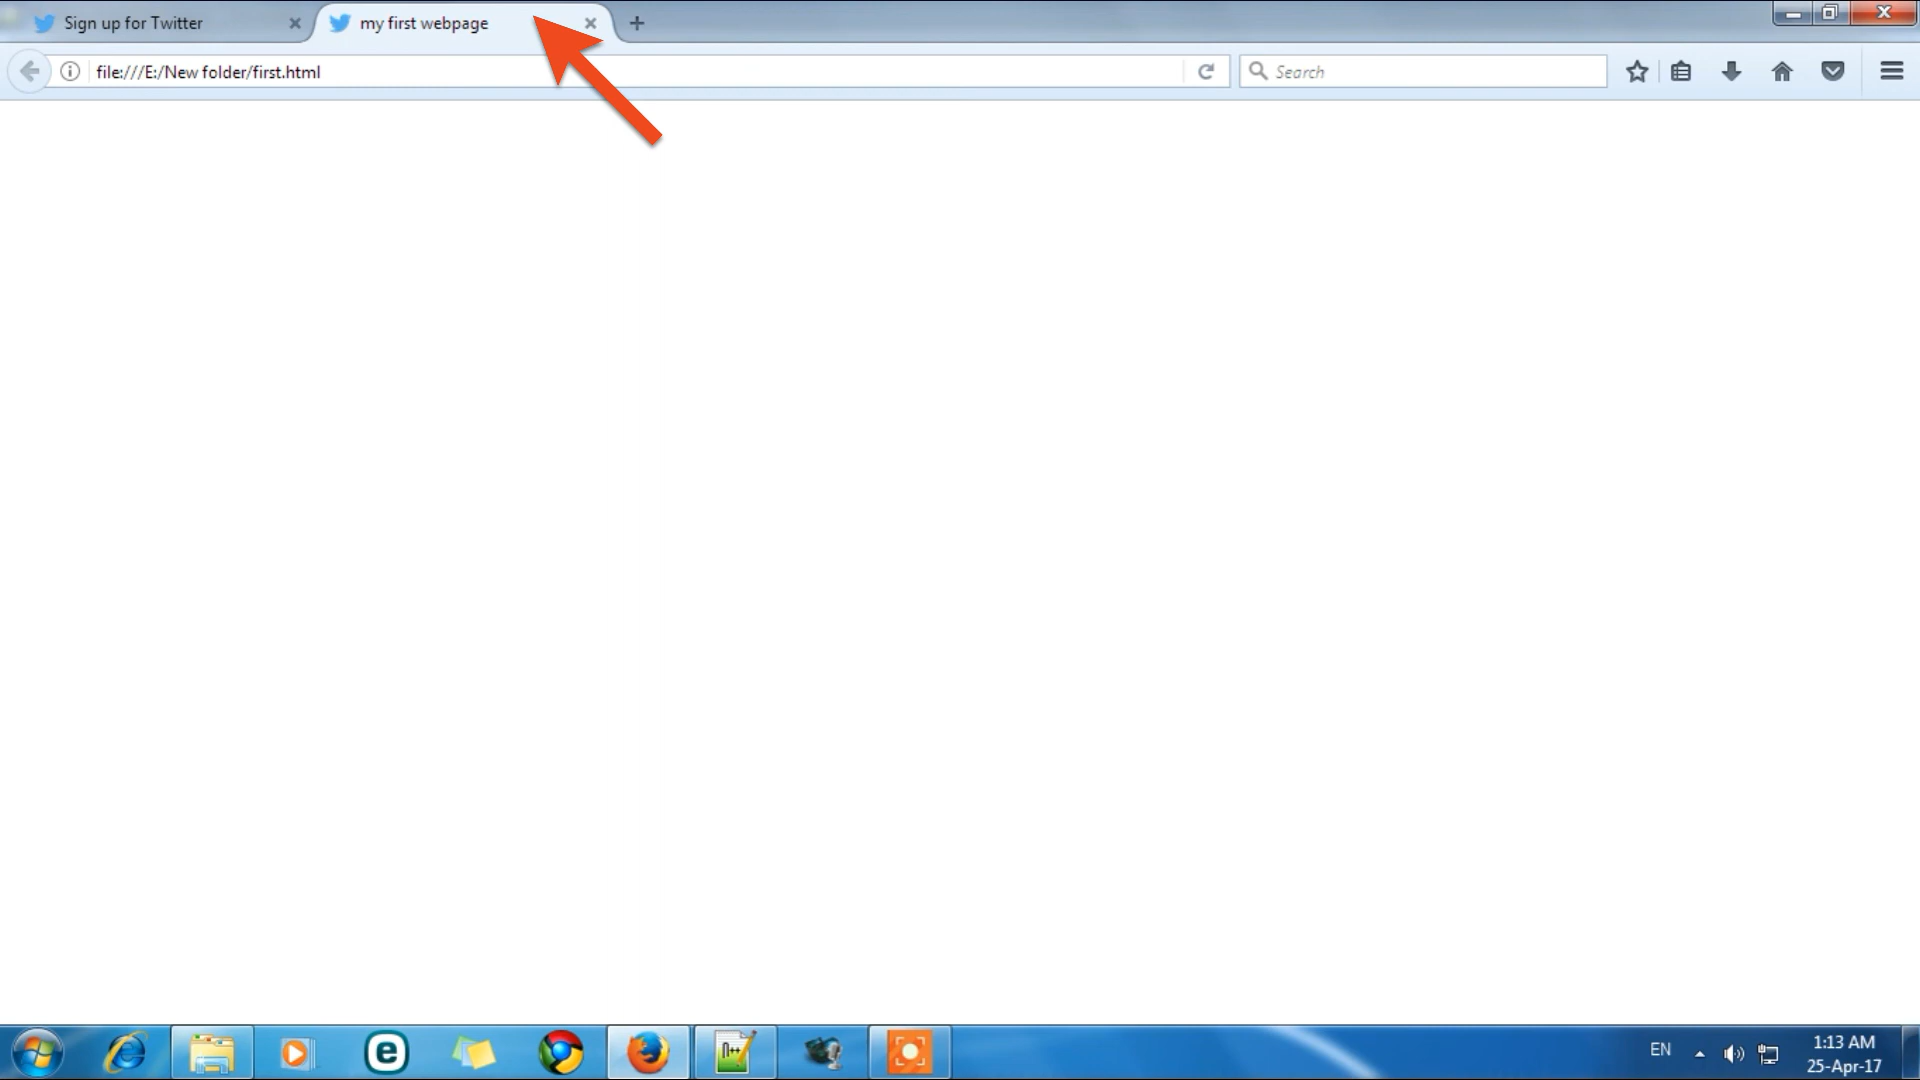 Sign up for Twitter
my first webpage
file:///E:/New folder/first.html
Search
e
n++
EN
1:13 AM
25-Apr-17